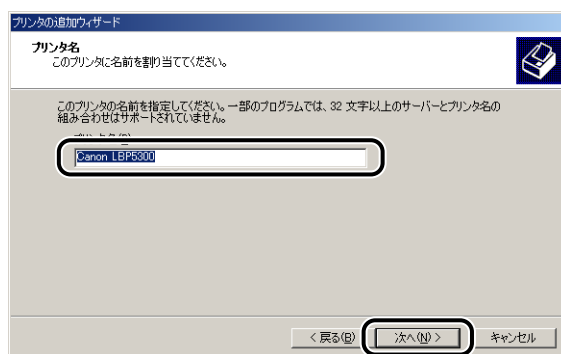 プリンタの追加ウィザード
プリンタ名
このプリンタに名前を割り当ててください。
このプリンタの名前を指定してください。一部のプログラムでは、32 文字以上のサーバーとプリンタ名の
組み合わせはサポートされていません。
Canon LBP5300
< 戻る(B)
次へ(N) >
キャンセル